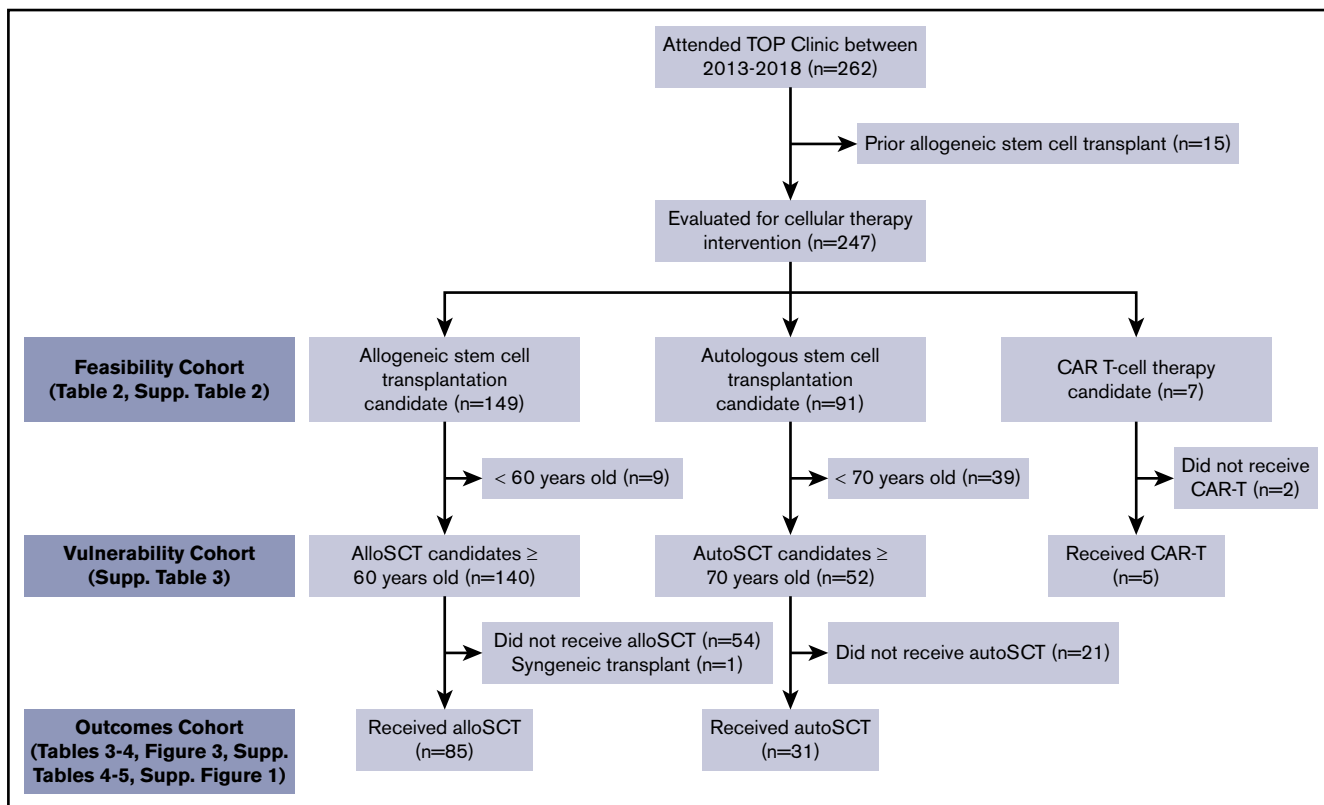 Attended TOP Clinic between
2013-2018 (n=262)
Prior allogeneic stem cell transplant (n=15)
Evaluated for cellular therapy
intervention (n=247)
Feasibility Cohort
(Table 2, Supp. Table 2)
Allogeneic stem cell
transplantation
candidate (n=149)
Autologous stem cell
transplantation
candidate (n=91)
CAR T-cell therapy
candidate (n=7)
< 60 years old (n=9)
< 70 years old (n=39)
Did not receive
CAR-T (n=2)
Vulnerability Cohort
(Supp. Table 3)
AlloSCT candidates ≥
60 years old (n=140)
AutoSCT candidates ≥
70 years old (n=52)
Received CAR-T
(n=5)
Did not receive alloSCT (n=54)
Syngeneic transplant (n=1)
Did not receive autoSCT (n=21)
Outcomes Cohort
(Tables 3-4, Figure 3, Supp.
Tables 4-5, Supp. Figure 1)
Received alloSCT
(n=85)
Received autoSCT
(n=31)